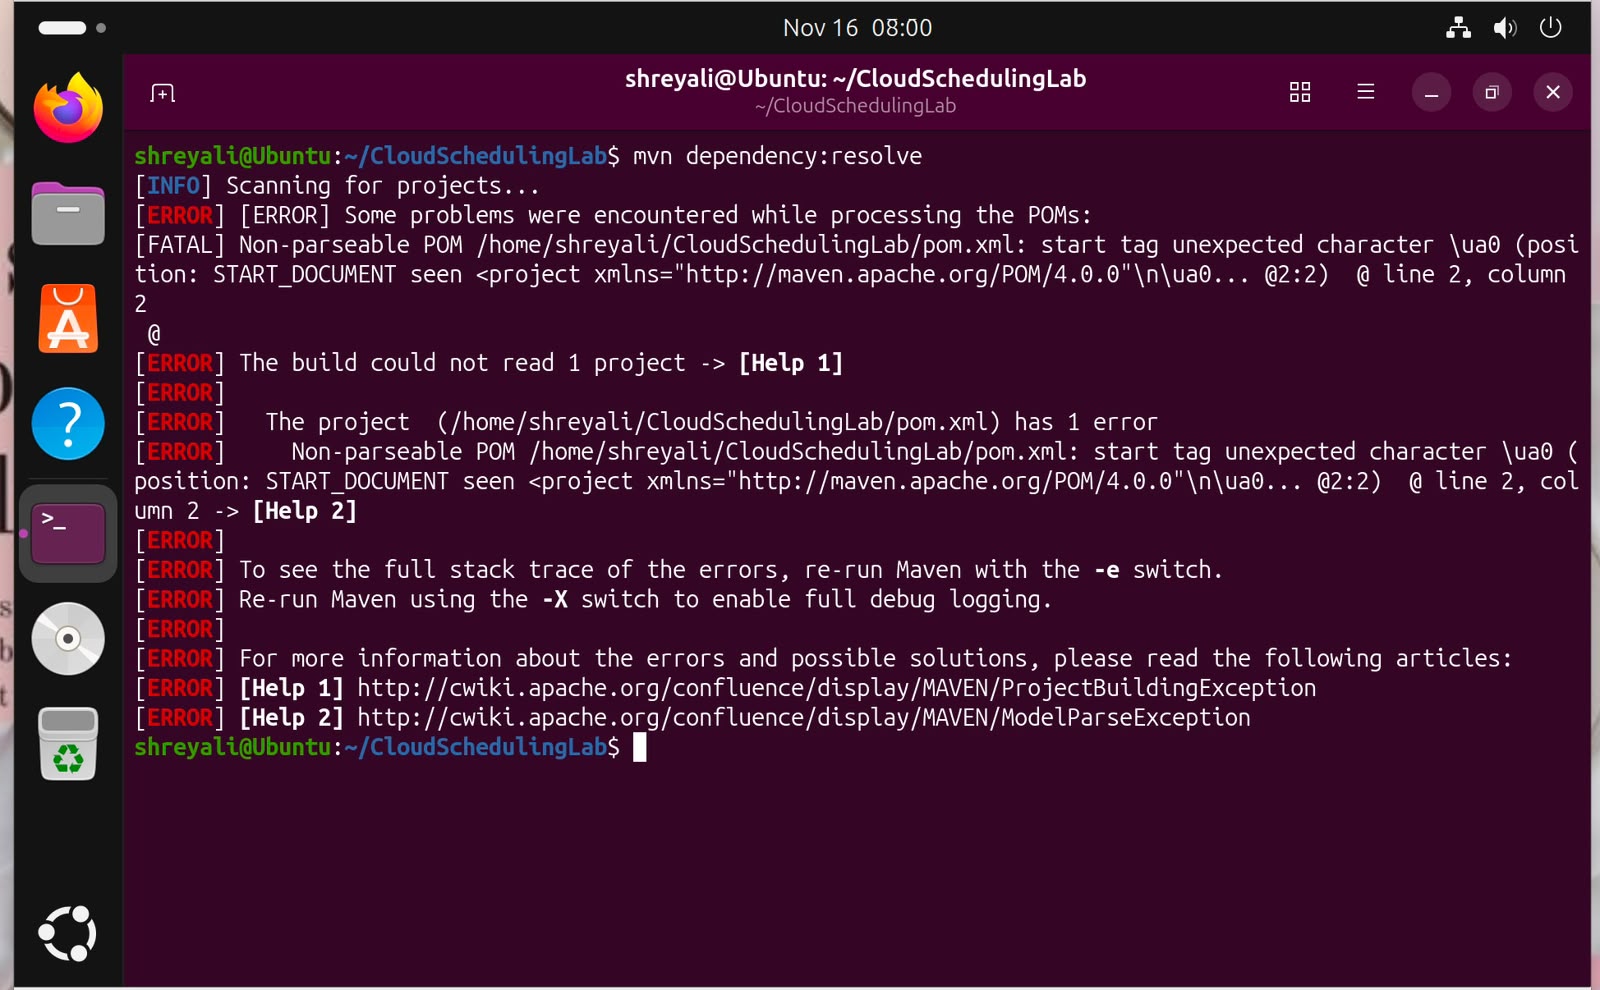 Nov 16 08:00
shreyali@Ubuntu: ~/CloudSchedulingLab
~/CloudSchedulingLab
shreyali@Ubuntu:~/CloudSchedulingLab$ mvn dependency:resolve
[INFO] Scanning for projects...
[ERROR] [ERROR] Some problems were encountered while processing the POMs:
[FATAL] Non-parseable POM /home/shreyali/CloudSchedulingLab/pom.xml: start tag unexpected character \ua0 (posi
tion: START_DOCUMENT seen <project xmlns="http://maven.apache.org/POM/4.0.0"\n\ua0... @2:2)  @ line 2, column
2
 @
[ERROR] The build could not read 1 project -> [Help 1]
[ERROR]
[ERROR]   The project  (/home/shreyali/CloudSchedulingLab/pom.xml) has 1 error
[ERROR]     Non-parseable POM /home/shreyali/CloudSchedulingLab/pom.xml: start tag unexpected character \ua0 (
position: START_DOCUMENT seen <project xmlns="http://maven.apache.org/POM/4.0.0"\n\ua0... @2:2)  @ line 2, col
umn 2 -> [Help 2]
[ERROR]
[ERROR] To see the full stack trace of the errors, re-run Maven with the -e switch.
[ERROR] Re-run Maven using the -X switch to enable full debug logging.
[ERROR]
[ERROR] For more information about the errors and possible solutions, please read the following articles:
[ERROR] [Help 1] http://cwiki.apache.org/confluence/display/MAVEN/ProjectBuildingException
[ERROR] [Help 2] http://cwiki.apache.org/confluence/display/MAVEN/ModelParseException
shreyali@Ubuntu:~/CloudSchedulingLab$